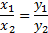 x₁/x₂ = y₁/y₂